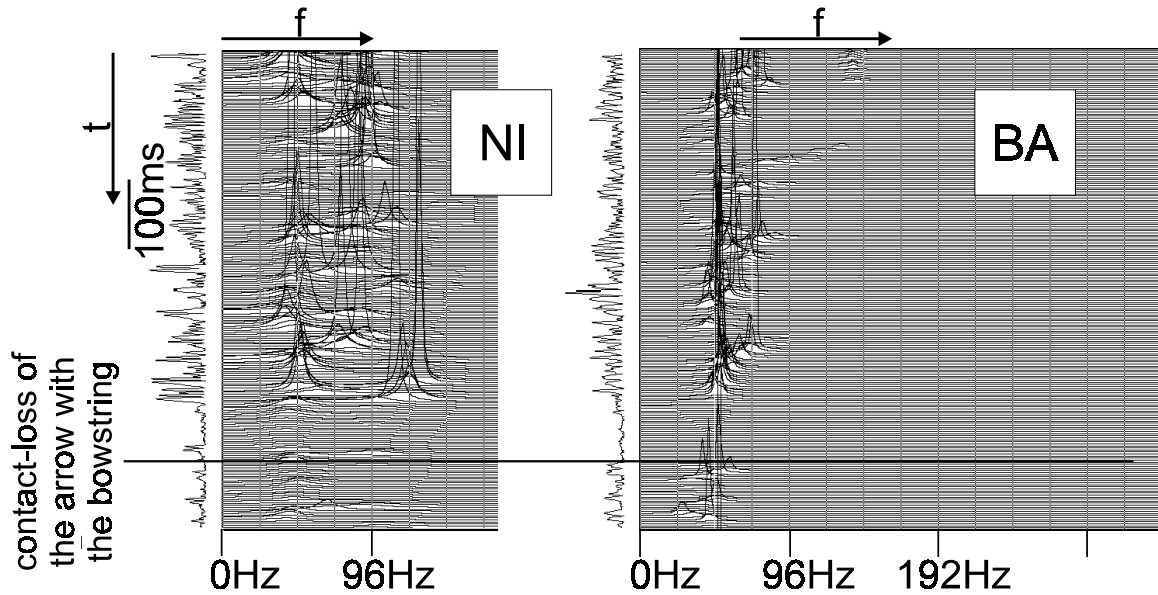 f
f
t
100ms
NI
BA
contact-loss of
the arrow with
the bowstring
0Hz
96Hz
0Hz
96Hz
192Hz